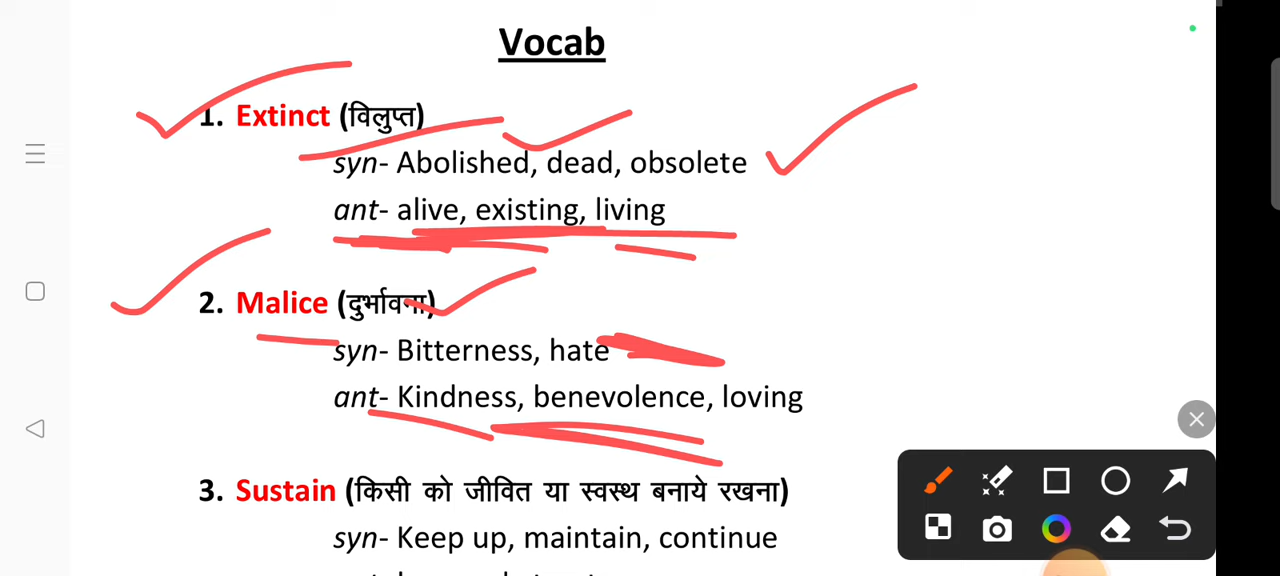 Vocab
1. Extinct (विलुप्त)
syn- Abolished, dead, obsolete
ant- alive, existing, living
2. Malice (दुर्भावना)
syn- Bitterness, hate
ant- Kindness, benevolence, loving
3. Sustain (किसी को जीवित या स्वस्थ बनाये रखना)
syn- Keep up, maintain, continue